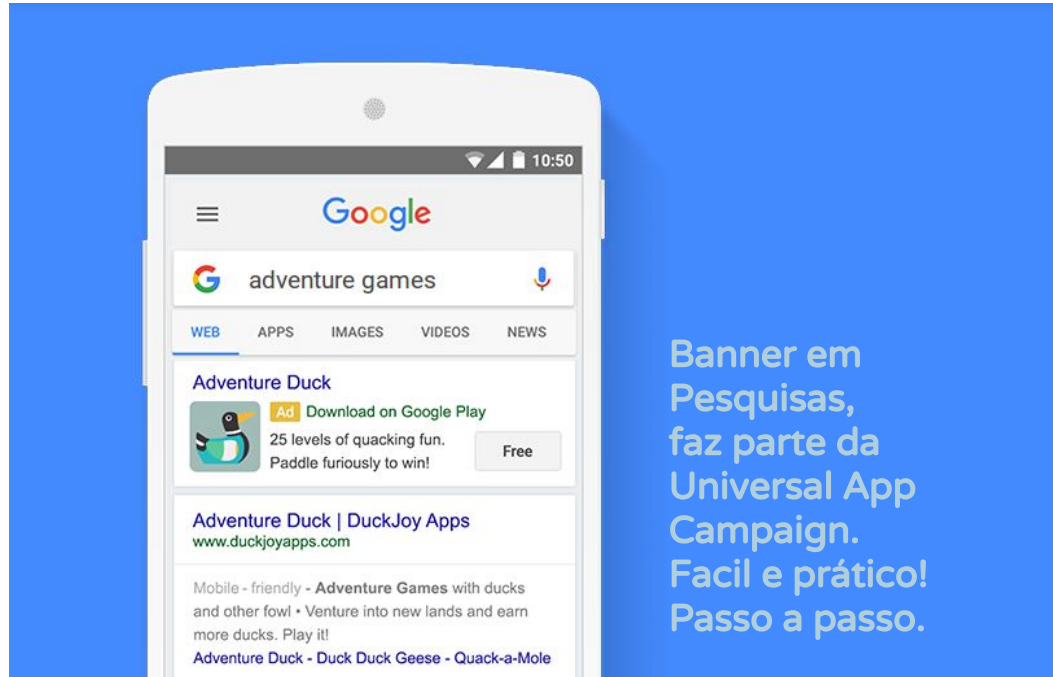 10:50
Google
adventure games
WEB APPS IMAGES VIDEOS NEWS
Adventure Duck
Ad Download on Google Play
25 levels of quacking fun.
Paddle furiously to win!
Free
Adventure Duck | DuckJoy Apps
www.duckjoyapps.com
Mobile - friendly - Adventure Games with ducks
and other fowl • Venture into new lands and earn
more ducks. Play it!
Adventure Duck - Duck Duck Geese - Quack-a-Mole
Banner em
Pesquisas,
faz parte da
Universal App
Campaign.
Facil e prático!
Passo a passo.